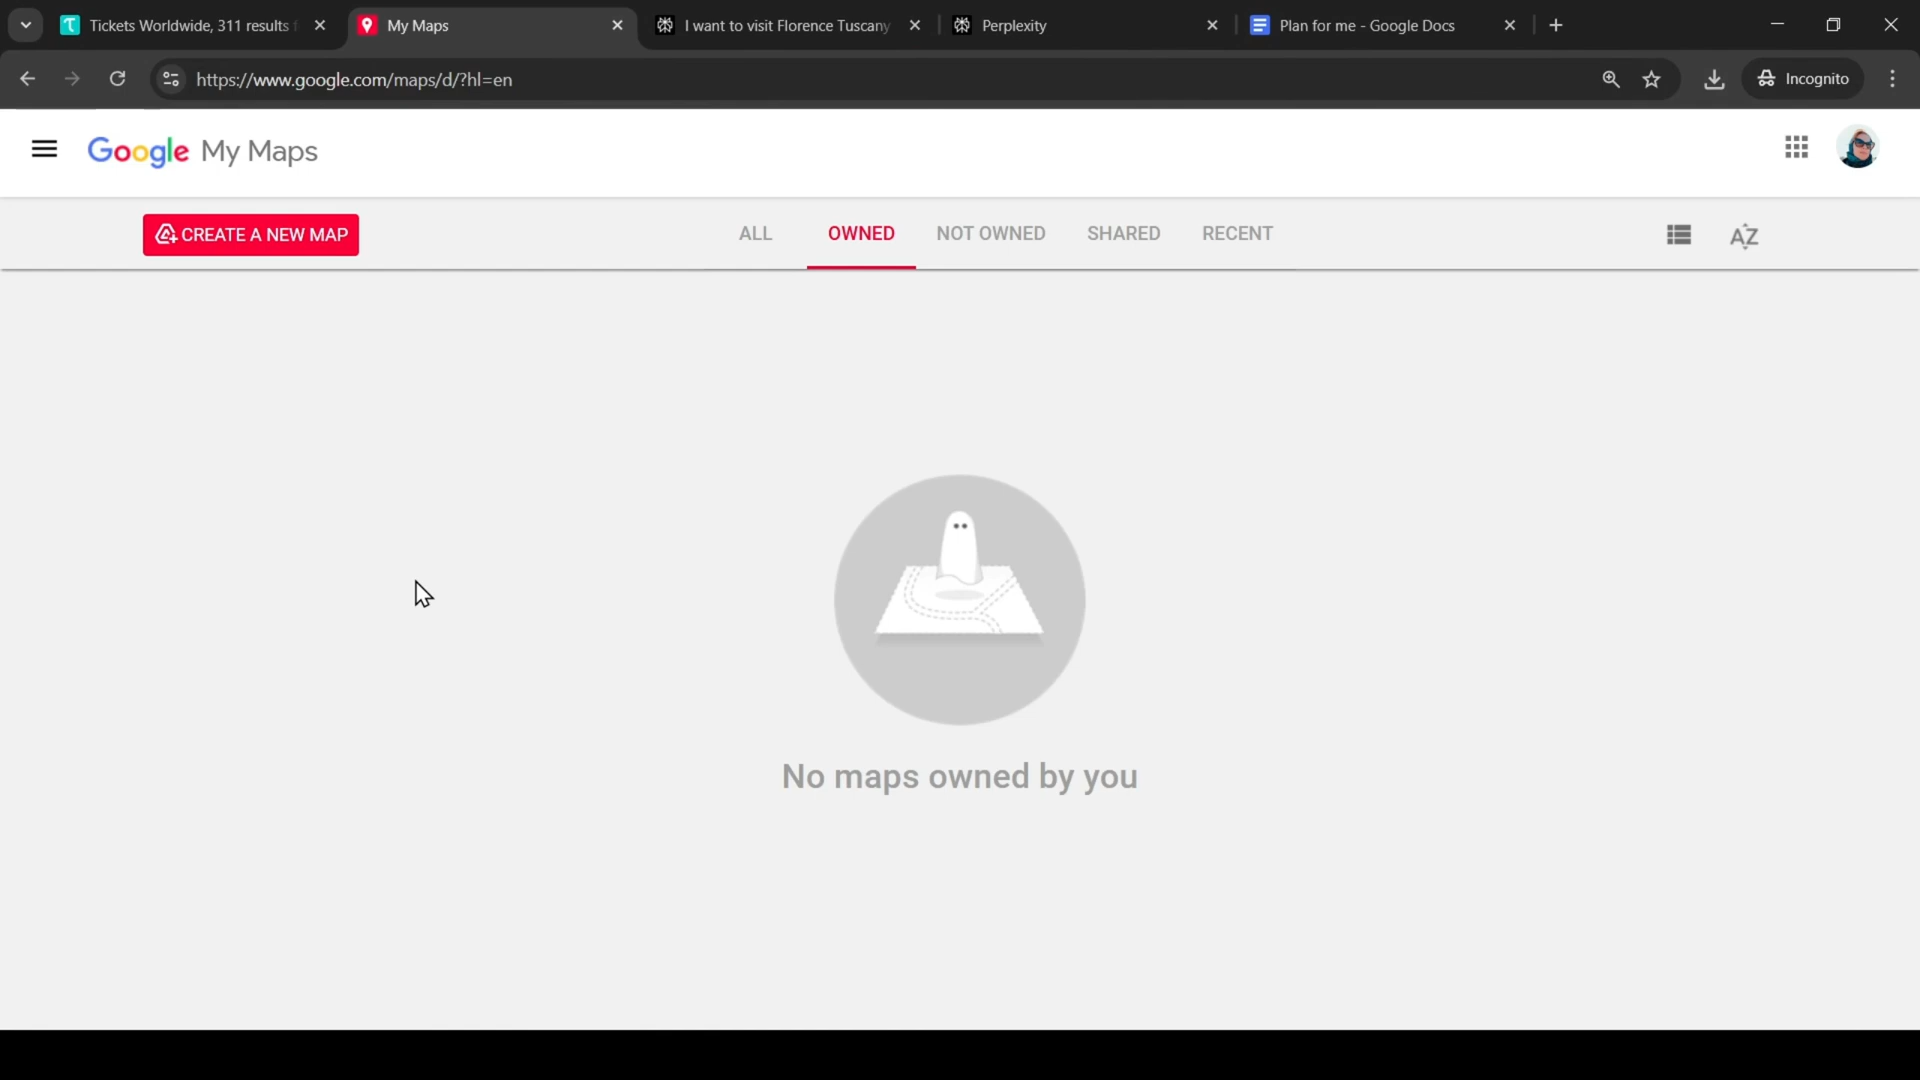 Tickets Worldwide, 311 results
My Maps
I want to visit Florence Tuscany
Perplexity
Plan for me - Google Docs
https://www.google.com/maps/d/?hl=en
Incognito
Google My Maps
CREATE A NEW MAP
ALL
OWNED
NOT OWNED
SHARED
RECENT
AZ
No maps owned by you